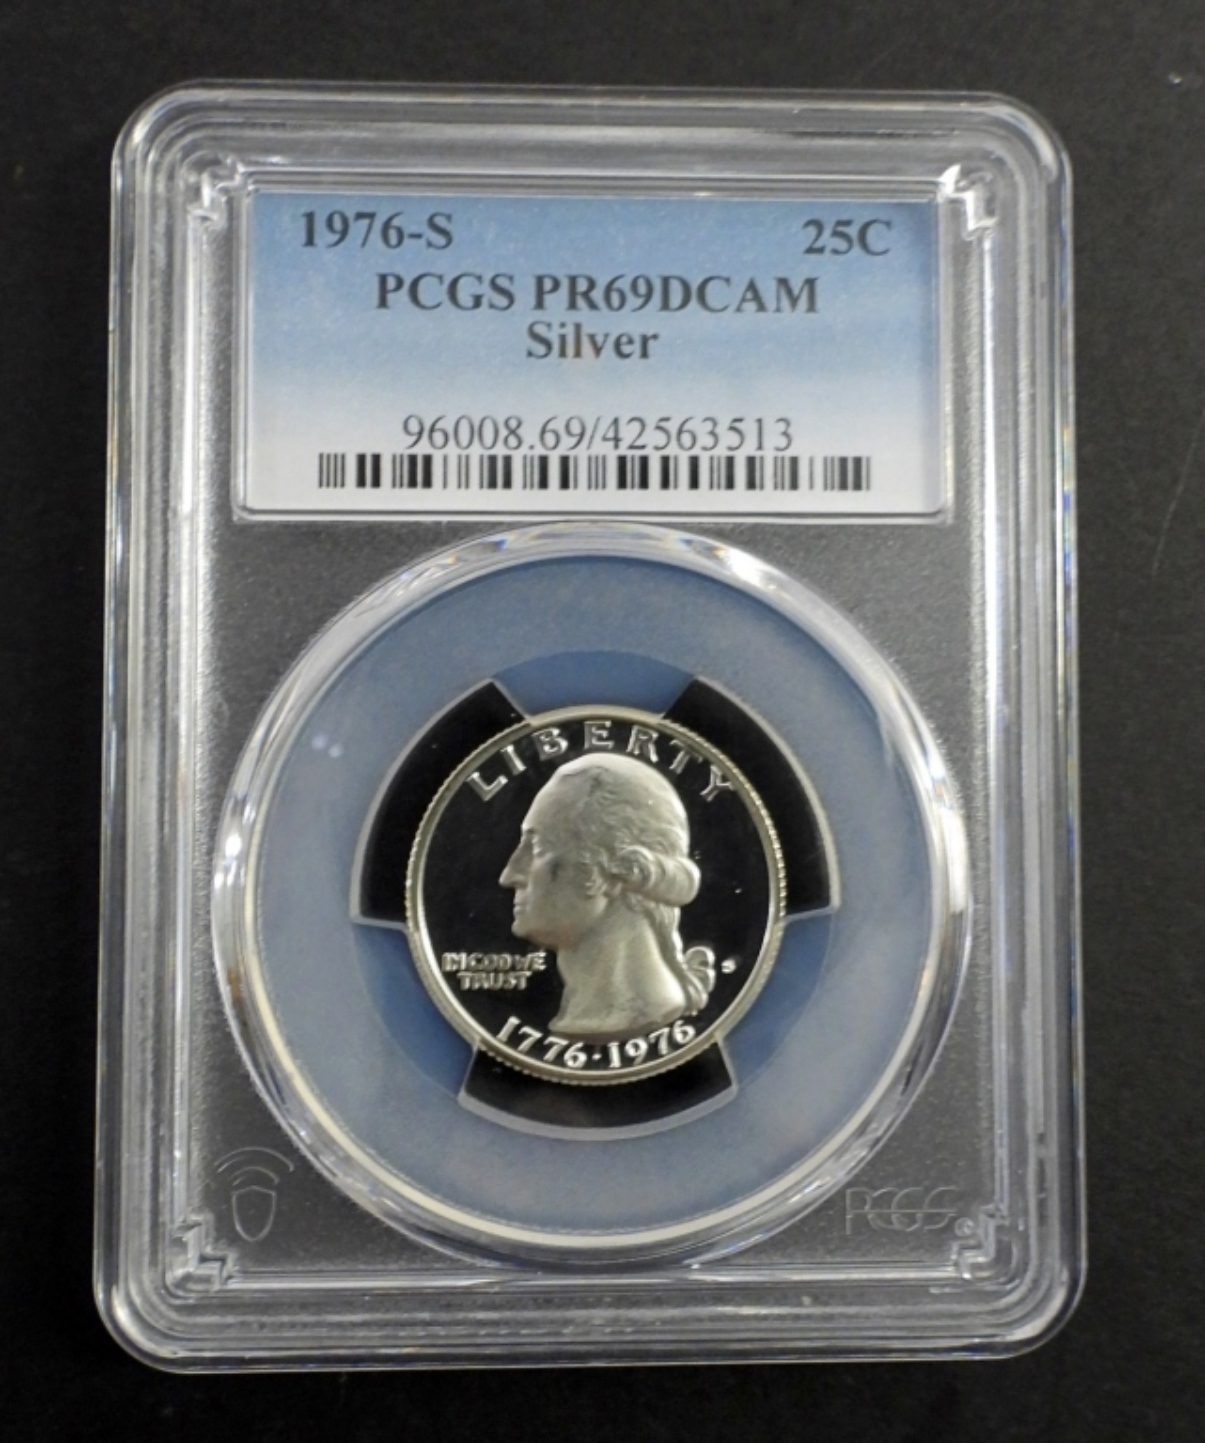 1976-S 25C
PCGS PR69DCAM
Silver
96008.69/42563513
LIBERTY
IN GOD WE
TRUST
S
1776·1976
PCGS